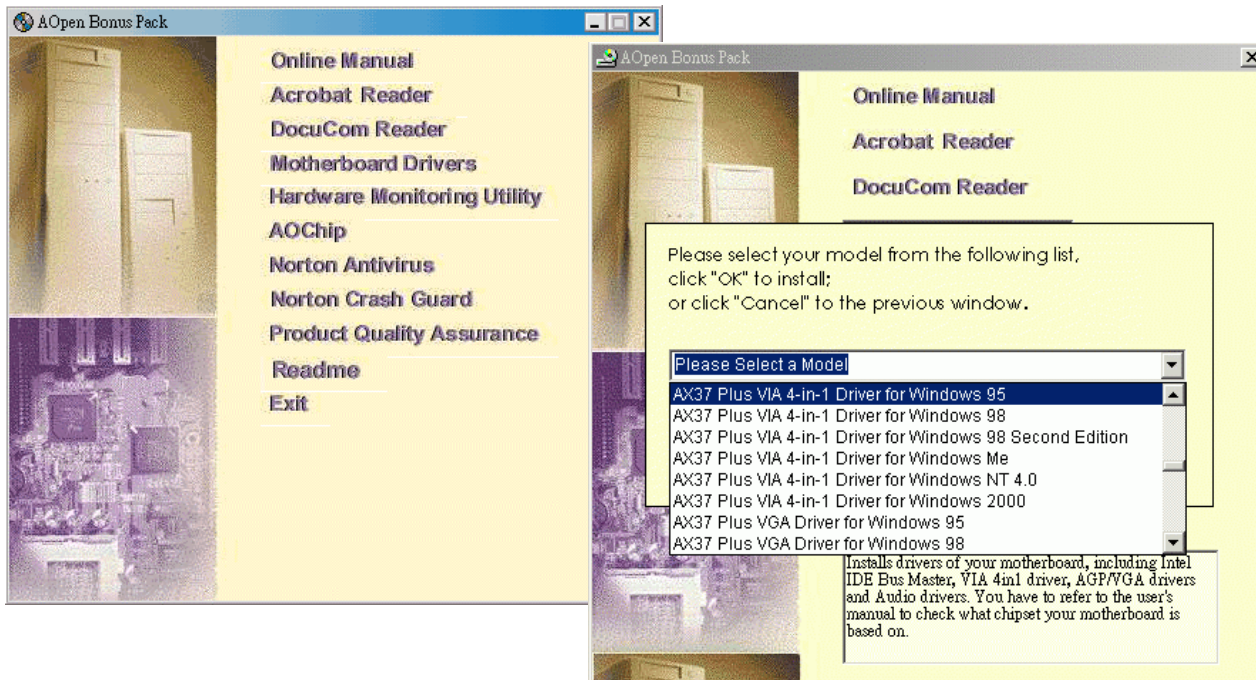 AOpen Bonus Pack
Online Manual
Acrobat Reader
DocuCom Reader
Motherboard Drivers
Hardware Monitoring Utility
AOChip
Norton Antivirus
Norton Crash Guard
Product Quality Assurance
Readme
Exit
AOpen Bonus Pack
Online Manual
Acrobat Reader
DocuCom Reader
Please select your model from the following list,
click "OK" to install;
or click "Cancel" to the previous window.
Please Select a Model
AX37 Plus VIA 4-in-1 Driver for Windows 95
AX37 Plus VIA 4-in-1 Driver for Windows 98
AX37 Plus VIA 4-in-1 Driver for Windows 98 Second Edition
AX37 Plus VIA 4-in-1 Driver for Windows Me
AX37 Plus VIA 4-in-1 Driver for Windows NT 4.0
AX37 Plus VIA 4-in-1 Driver for Windows 2000
AX37 Plus VGA Driver for Windows 95
AX37 Plus VGA Driver for Windows 98
Installs drivers of your motherboard, including Intel
IDE Bus Master, VIA 4in1 driver, AGP/VGA drivers
and Audio drivers. You have to refer to the user's
manual to check what chipset your motherboard is
based on.